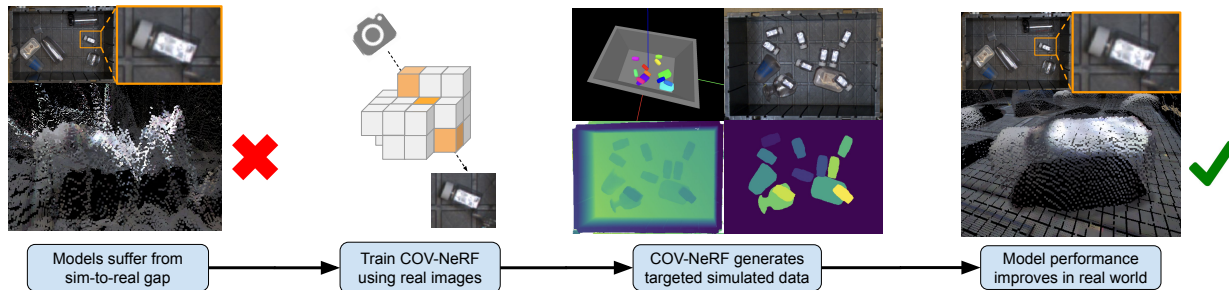 Models suffer from
sim-to-real gap
Train COV-NeRF
using real images
COV-NeRF generates
targeted simulated data
Model performance
improves in real world